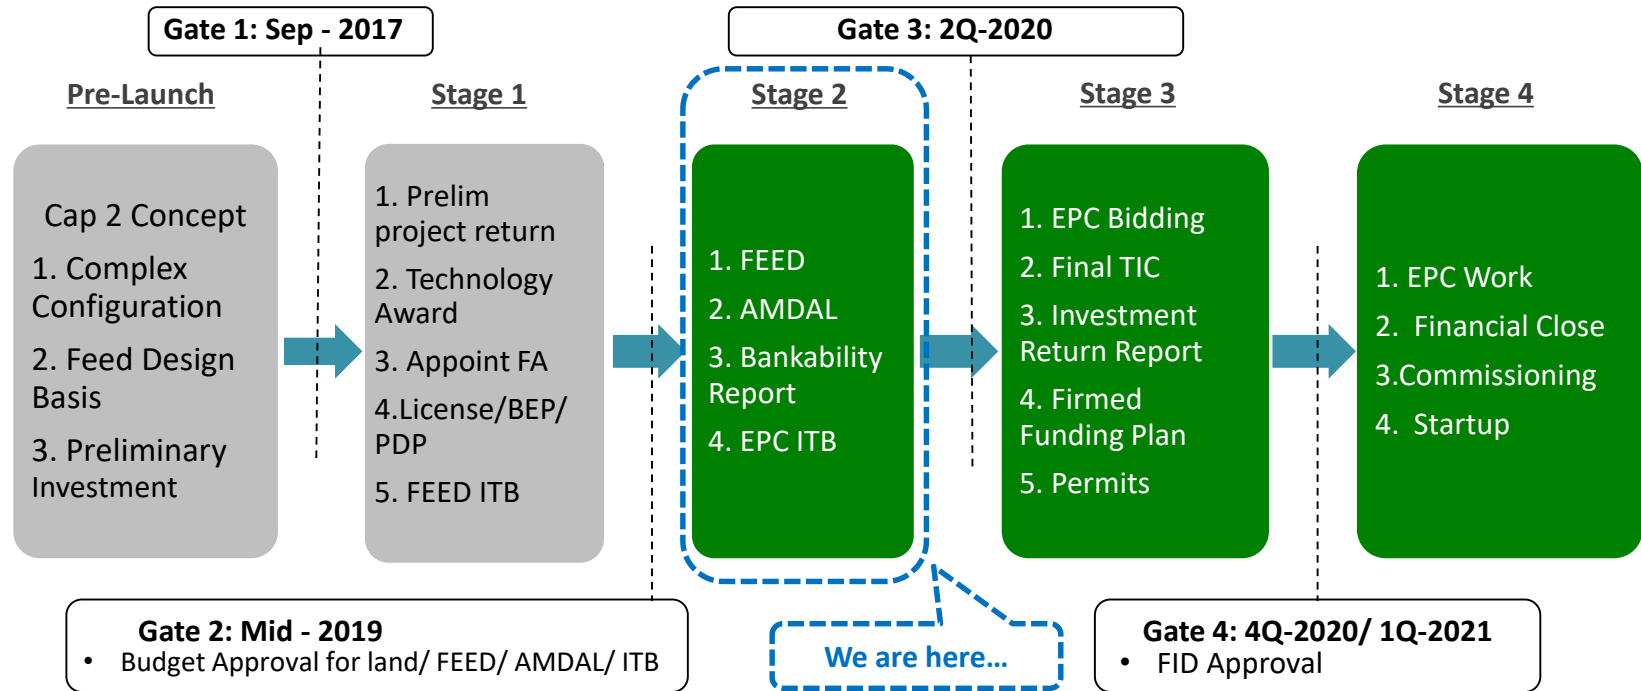 Gate 1: Sep - 2017
Gate 3: 2Q-2020
Pre-Launch
Stage 1
Stage 2
Stage 3
Stage 4
Cap 2 Concept
1. Complex
Configuration
2. Feed Design
Basis
3. Preliminary
Investment
1. Prelim
project return
2. Technology
Award
3. Appoint FA
4.License/BEP/
PDP
5. FEED ITB
1. FEED
2. AMDAL
3. Bankability
Report
4. EPC ITB
1. EPC Bidding
2. Final TIC
3. Investment
Return Report
4. Firmed
Funding Plan
5. Permits
1. EPC Work
2. Financial Close
3.Commissioning
4. Startup
Gate 2: Mid - 2019
• Budget Approval for land/ FEED/ AMDAL/ ITB
We are here...
Gate 4: 4Q-2020/ 1Q-2021
• FID Approval